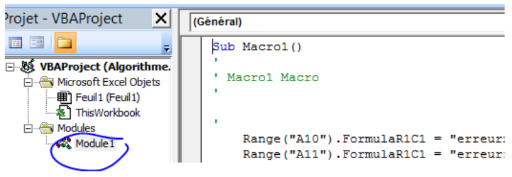 Projet - VBAProject
X
(Général)
VBAProject (Algorithme.
Microsoft Excel Objets
Feuil1 (Feuil1)
ThisWorkbook
Modules
Module1
Sub Macro1()
'
' Macro1 Macro
'
'
Range("A10").FormulaR1C1 = "erreur
Range("A11").FormulaR1C1 = "erreur